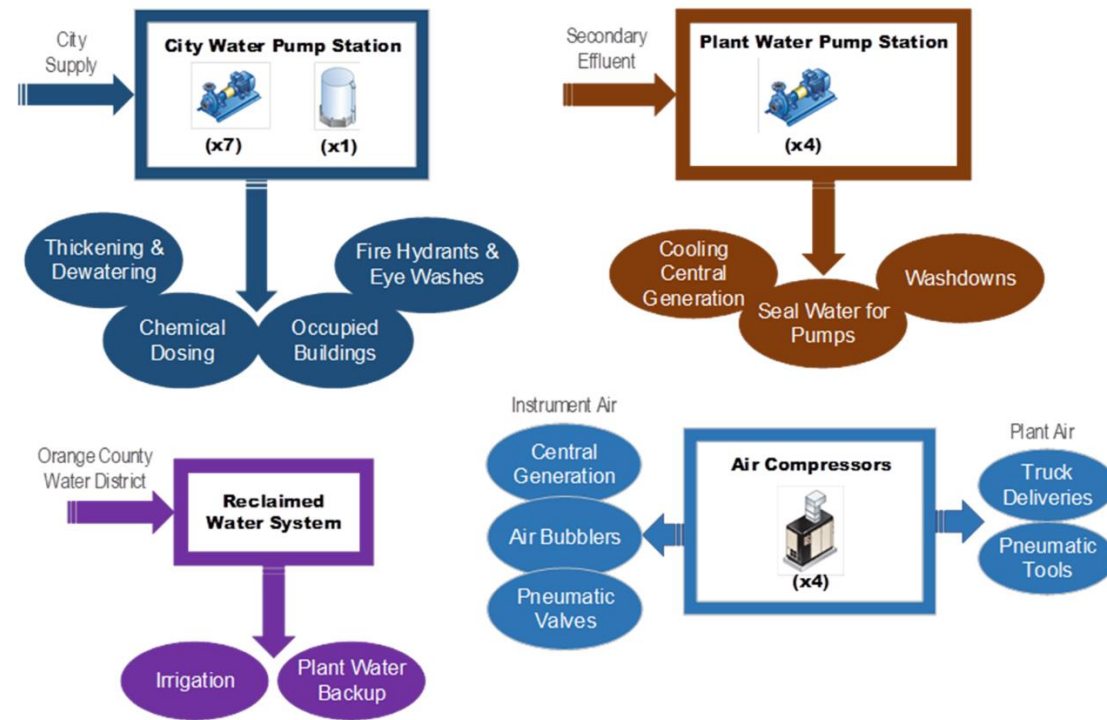 City
Supply
City Water Pump Station
(x7)
(x1)
Thickening &
Dewatering
Chemical
Dosing
Occupied
Buildings
Fire Hydrants &
Eye Washes
Secondary
Effluent
Plant Water Pump Station
(x4)
Cooling
Central
Generation
Seal Water for
Pumps
Washdowns
Orange County
Water District
Reclaimed
Water System
Irrigation
Plant Water
Backup
Instrument Air
Central
Generation
Air Bubblers
Pneumatic
Valves
Air Compressors
(x4)
Plant Air
Truck
Deliveries
Pneumatic
Tools